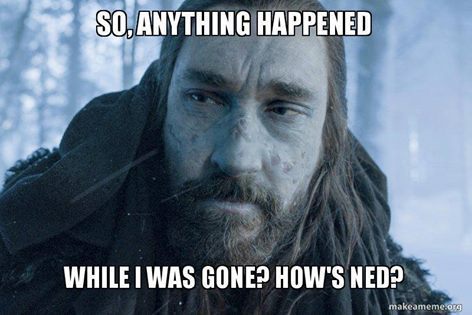 SO, ANYTHING HAPPENED
WHILE I WAS GONE? HOW'S NED?
makeameme.org